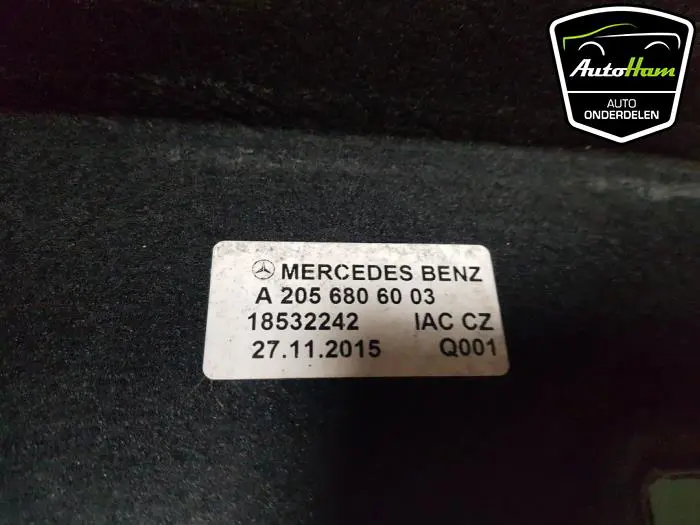 AutoHam
AUTO
ONDERDELEN
MERCEDES BENZ
A 205 680 60 03
18532242 IAC CZ
27.11.2015 Q001